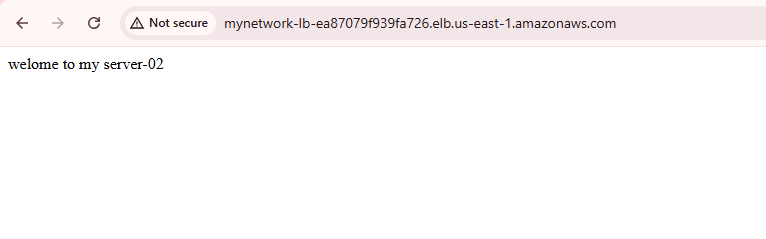 Not secure mynetwork-lb-ea87079f939fa726.elb.us-east-1.amazonaws.com
welome to my server-02